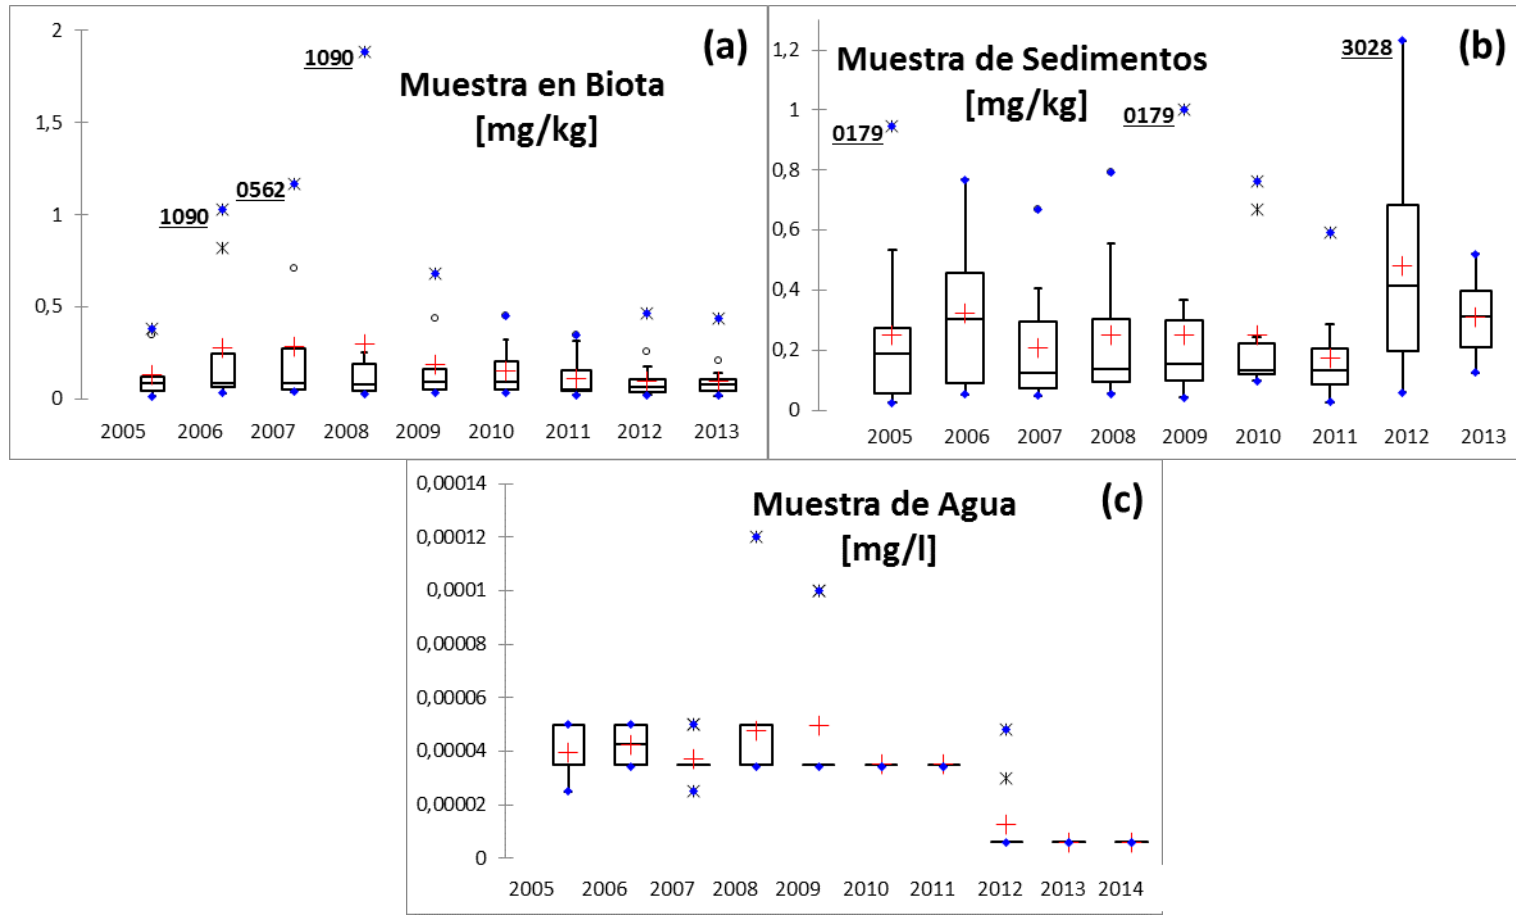 (a)
Muestra en Biota
[mg/kg]
2
1,5
1
0,5
0
1090
0562
1090
2005 2006 2007 2008 2009 2010 2011 2012 2013
(b)
Muestra de Sedimentos
[mg/kg]
1,2
1
0,8
0,6
0,4
0,2
0
0179
0179
3028
2005 2006 2007 2008 2009 2010 2011 2012 2013
(c)
Muestra de Agua
[mg/l]
0,00014
0,00012
0,0001
0,00008
0,00006
0,00004
0,00002
0
2005 2006 2007 2008 2009 2010 2011 2012 2013 2014